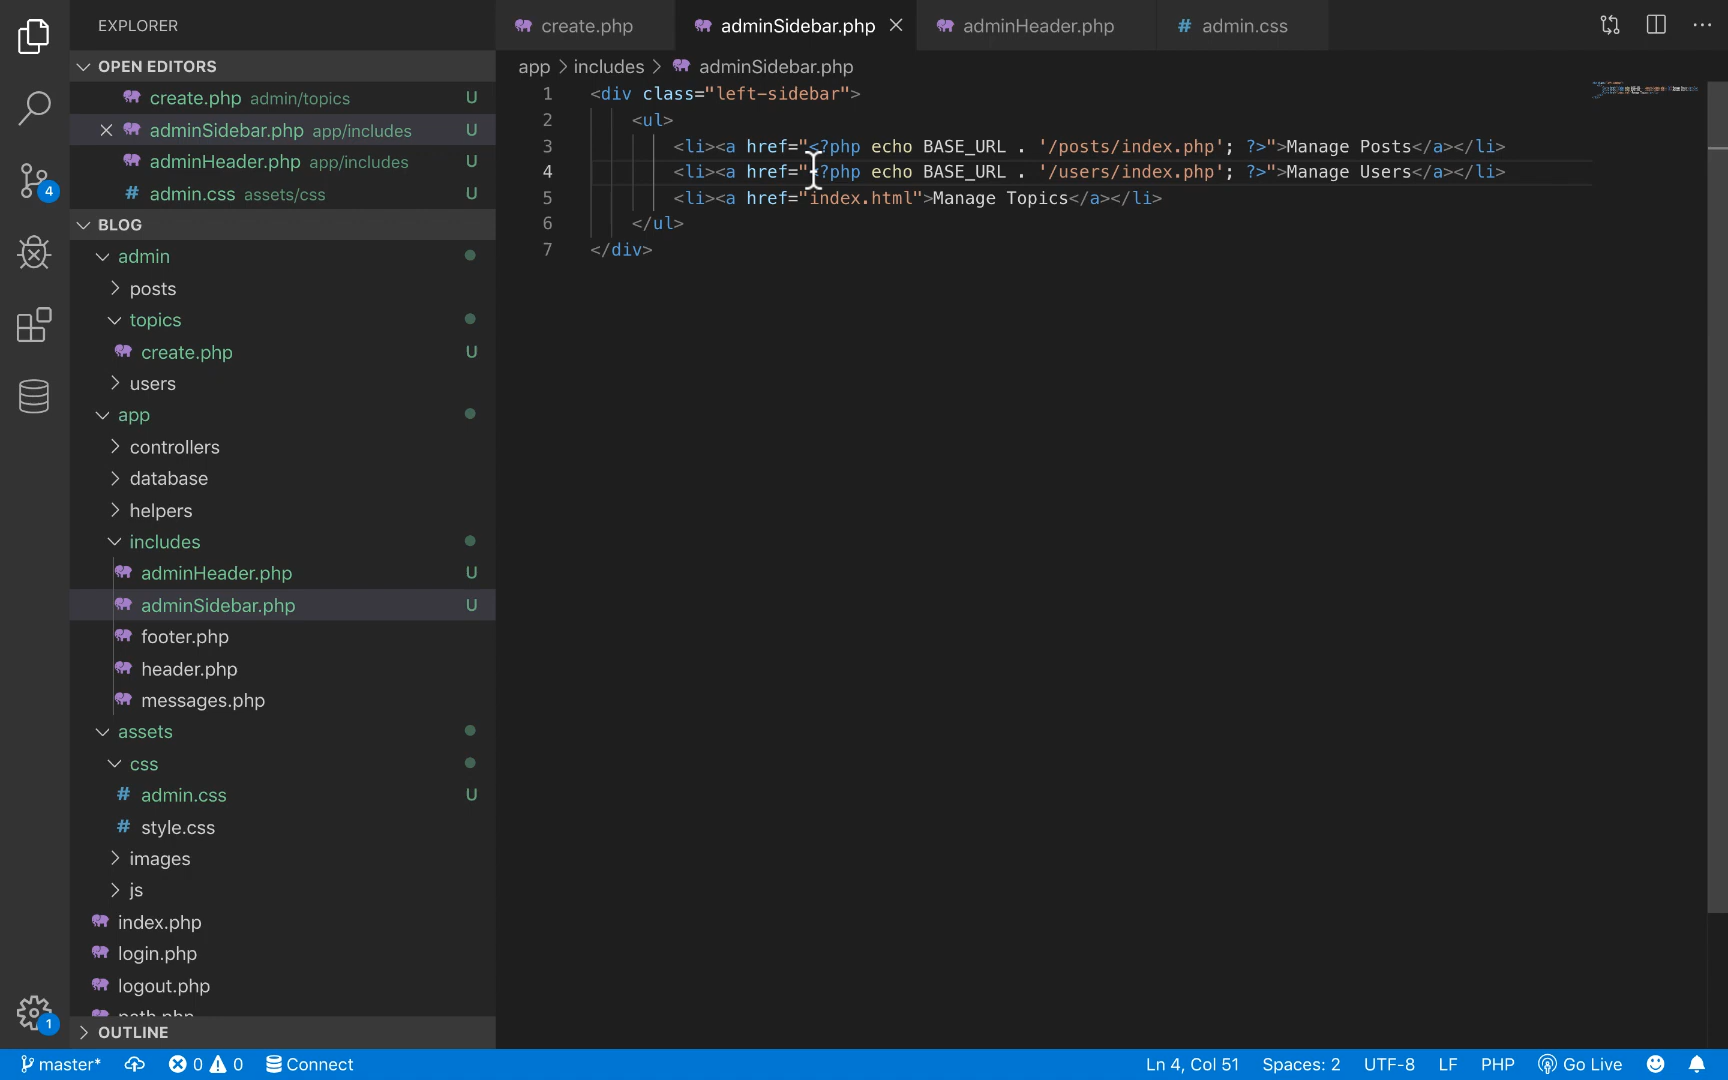 EXPLORER
OPEN EDITORS
create.php admin/topics U
adminSidebar.php app/includes U
adminHeader.php app/includes U
# admin.css assets/css U
BLOG
admin
posts
topics
create.php U
users
app
controllers
database
helpers
includes
adminHeader.php U
adminSidebar.php U
footer.php
header.php
messages.php
assets
css
# admin.css U
# style.css
images
js
index.php
login.php
logout.php
path.php
OUTLINE
4
1
create.php
adminSidebar.php
adminHeader.php
# admin.css
app > includes > adminSidebar.php
1 <div class="left-sidebar">
2 <ul>
3 <li><a href="<?php echo BASE_URL . '/posts/index.php'; ?>">Manage Posts</a></li>
4 <li><a href="<?php echo BASE_URL . '/users/index.php'; ?>">Manage Users</a></li>
5 <li><a href="index.html">Manage Topics</a></li>
6 </ul>
7 </div>
master* 0 0 Connect Ln 4, Col 51 Spaces: 2 UTF-8 LF PHP Go Live